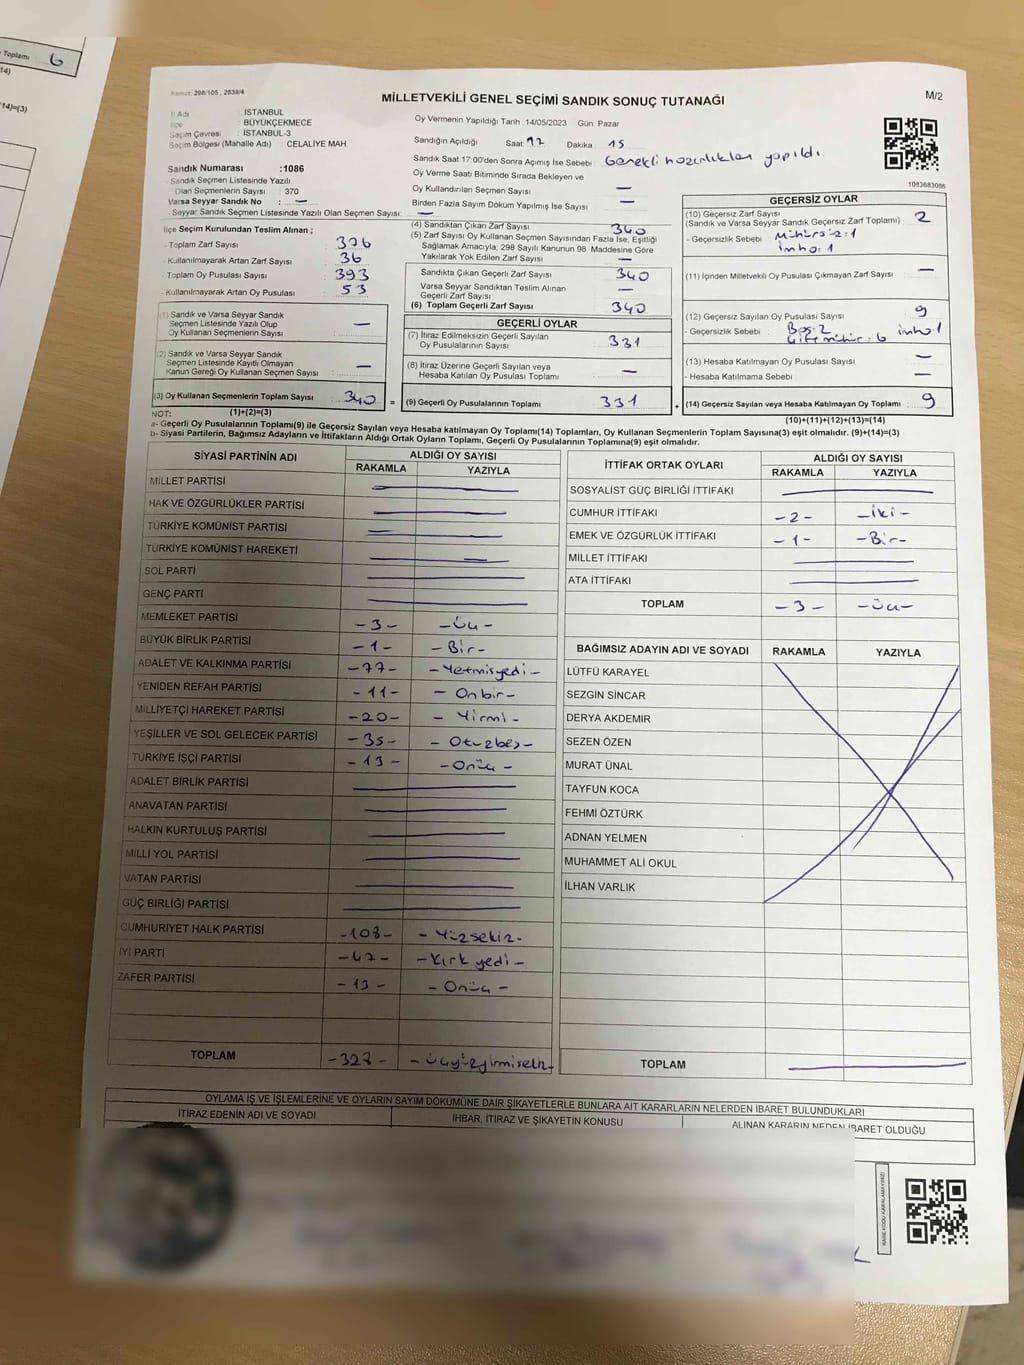 Toplamı 6
14)
14)=(3)
Kanun: 298/105 , 2839/4
MİLLETVEKİLİ GENEL SEÇİMİ SANDIK SONUÇ TUTANAĞI
M/2
İl Adı : İSTANBUL
İlçe : BÜYÜKÇEKMECE
Seçim Çevresi : İSTANBUL-3
Seçim Bölgesi (Mahalle Adı) : CELALİYE MAH
Sandık Numarası :1086
Sandık Seçmen Listesinde Yazılı
Olan Seçmenlerin Sayısı : 370
Varsa Seyyar Sandık No : —
- Seyyar Sandık Seçmen Listesinde Yazılı Olan Seçmen Sayısı: —
Oy Vermenin Yapıldığı Tarih :14/05/2023 Gün: Pazar
Sandığın Açıldığı Saat: 17 Dakika 15
Sandık Saat 17:00'den Sonra Açımış İse Sebebi : Gerekli hazırlıkları yapıldı.
Oy Verme Saati Bitiminde Sırada Bekleyen ve
Oy Kullandırılan Seçmen Sayısı —
Birden Fazla Sayım Döküm Yapılmış İse Sayısı —
1083683086
İlçe Seçim Kurulundan Teslim Alınan ;
- Toplam Zarf Sayısı 376
- Kullanılmayarak Artan Zarf Sayısı 36
- Toplam Oy Pusulası Sayısı 393
- Kullanılmayarak Artan Oy Pusulası 53
(1) Sandık ve Varsa Seyyar Sandık
Seçmen Listesinde Yazılı Olup
Oy Kullanan Seçmenlerin Sayısı —
(2) Sandık ve Varsa Seyyar Sandık
Seçmen Listesinde Kayıtlı Olmayan
Kanun Gereği Oy Kullanan Seçmen Sayısı —
(3) Oy Kullanan Seçmenlerin Toplam Sayısı 340 =
(1)+(2)=(3)
(4) Sandıktan Çıkan Zarf Sayısı 340
(5) Zarf Sayısı Oy Kullanan Seçmen Sayısından Fazla İse, Eşitliği
Sağlamak Amacıyla; 298 Sayılı Kanunun 98. Maddesine Göre
Yakılarak Yok Edilen Zarf Sayısı —
Sandıkta Çıkan Geçerli Zarf Sayısı 340
Varsa Seyyar Sandıktan Teslim Alınan
Geçerli Zarf Sayısı —
(6) Toplam Geçerli Zarf Sayısı 340
GEÇERLİ OYLAR
(7) İtiraz Edilmeksizin Geçerli Sayılan
Oy Pusulalarının Sayısı 331
(8) İtiraz Üzerine Geçerli Sayılan veya
Hesaba Katılan Oy Pusulası Toplamı —
(9) Geçerli Oy Pusulalarının Toplamı 331 +
GEÇERSİZ OYLAR
(10) Geçersiz Zarf Sayısı 2
(Sandık ve Varsa Seyyar Sandık Geçersiz Zarf Toplamı)
- Geçersizlik Sebebi : Mühürsüz:1
imha:1
(11) İçinden Milletvekili Oy Pusulası Çıkmayan Zarf Sayısı —
(12) Geçersiz Sayılan Oy Pusulası Sayısı 9
- Geçersizlik Sebebi : Boş:2 imha:1
Çift mühür:6
(13) Hesaba Katılmayan Oy Pusulası Sayısı —
- Hesaba Katılmama Sebebi : —
(14) Geçersiz Sayılan veya Hesaba Katılmayan Oy Toplamı : 9
(10)+(11)+(12)+(13)=(14)
NOT:
a- Geçerli Oy Pusulalarının Toplamı(9) ile Geçersiz Sayılan veya Hesaba katılmayan Oy Toplamı(14) Toplamları, Oy Kullanan Seçmenlerin Toplam Sayısına(3) eşit olmalıdır. (9)+(14)=(3)
b- Siyasi Partilerin, Bağımsız Adayların ve İttifakların Aldığı Ortak Oyların Toplamı, Geçerli Oy Pusulalarının Toplamına(9) eşit olmalıdır.
SİYASİ PARTİNİN ADI ALDIĞI OY SAYISI
RAKAMLA YAZIYLA
MİLLET PARTİSİ —
HAK VE ÖZGÜRLÜKLER PARTİSİ —
TÜRKİYE KOMÜNİST PARTİSİ —
TÜRKİYE KOMÜNİST HAREKETİ —
SOL PARTİ —
GENÇ PARTİ —
MEMLEKET PARTİSİ -3- -Üç-
BÜYÜK BİRLİK PARTİSİ -1- -Bir-
ADALET VE KALKINMA PARTİSİ -77- -Yetmişyedi-
YENİDEN REFAH PARTİSİ -11- -Onbir-
MİLLİYETÇİ HAREKET PARTİSİ -20- -Yirmi-
YEŞİLLER VE SOL GELECEK PARTİSİ -35- -Otuzbeş-
TÜRKİYE İŞÇİ PARTİSİ -13- -Onüç-
ADALET BİRLİK PARTİSİ —
ANAVATAN PARTİSİ —
HALKIN KURTULUŞ PARTİSİ —
MİLLİ YOL PARTİSİ —
VATAN PARTİSİ —
GÜÇ BİRLİĞİ PARTİSİ —
CUMHURİYET HALK PARTİSİ -108- -Yüzsekiz-
İYİ PARTİ -47- -Kırkyedi-
ZAFER PARTİSİ -13- -Onüç-
TOPLAM -328-
İTTİFAK ORTAK OYLARI ALDIĞI OY SAYISI
RAKAMLA YAZIYLA
SOSYALİST GÜÇ BİRLİĞİ İTTİFAKI —
CUMHUR İTTİFAKI -2- -İki-
EMEK VE ÖZGÜRLÜK İTTİFAKI -1- -Bir-
MİLLET İTTİFAKI —
ATA İTTİFAKI —
TOPLAM -3- -Üç-
BAĞIMSIZ ADAYIN ADI VE SOYADI RAKAMLA YAZIYLA
LÜTFÜ KARAYEL
SEZGİN SİNCAR
DERYA AKDEMİR
SEZEN ÖZEN
MURAT ÜNAL
TAYFUN KOCA
FEHMİ ÖZTÜRK
ADNAN YELMEN
MUHAMMET ALİ OKUL
İLHAN VARLIK
TOPLAM —
OYLAMA İŞ VE İŞLEMLERİNE VE OYLARIN SAYIM DÖKÜMÜNE DAİR ŞİKAYETLERLE BUNLARA AİT KARARLARIN NELERDEN İBARET BULUNDUKLARI
İTİRAZ EDENİN ADI VE SOYADI İHBAR, İTİRAZ VE ŞİKAYETİN KONUSU ALINAN KARARIN NEDEN İBARET OLDUĞU